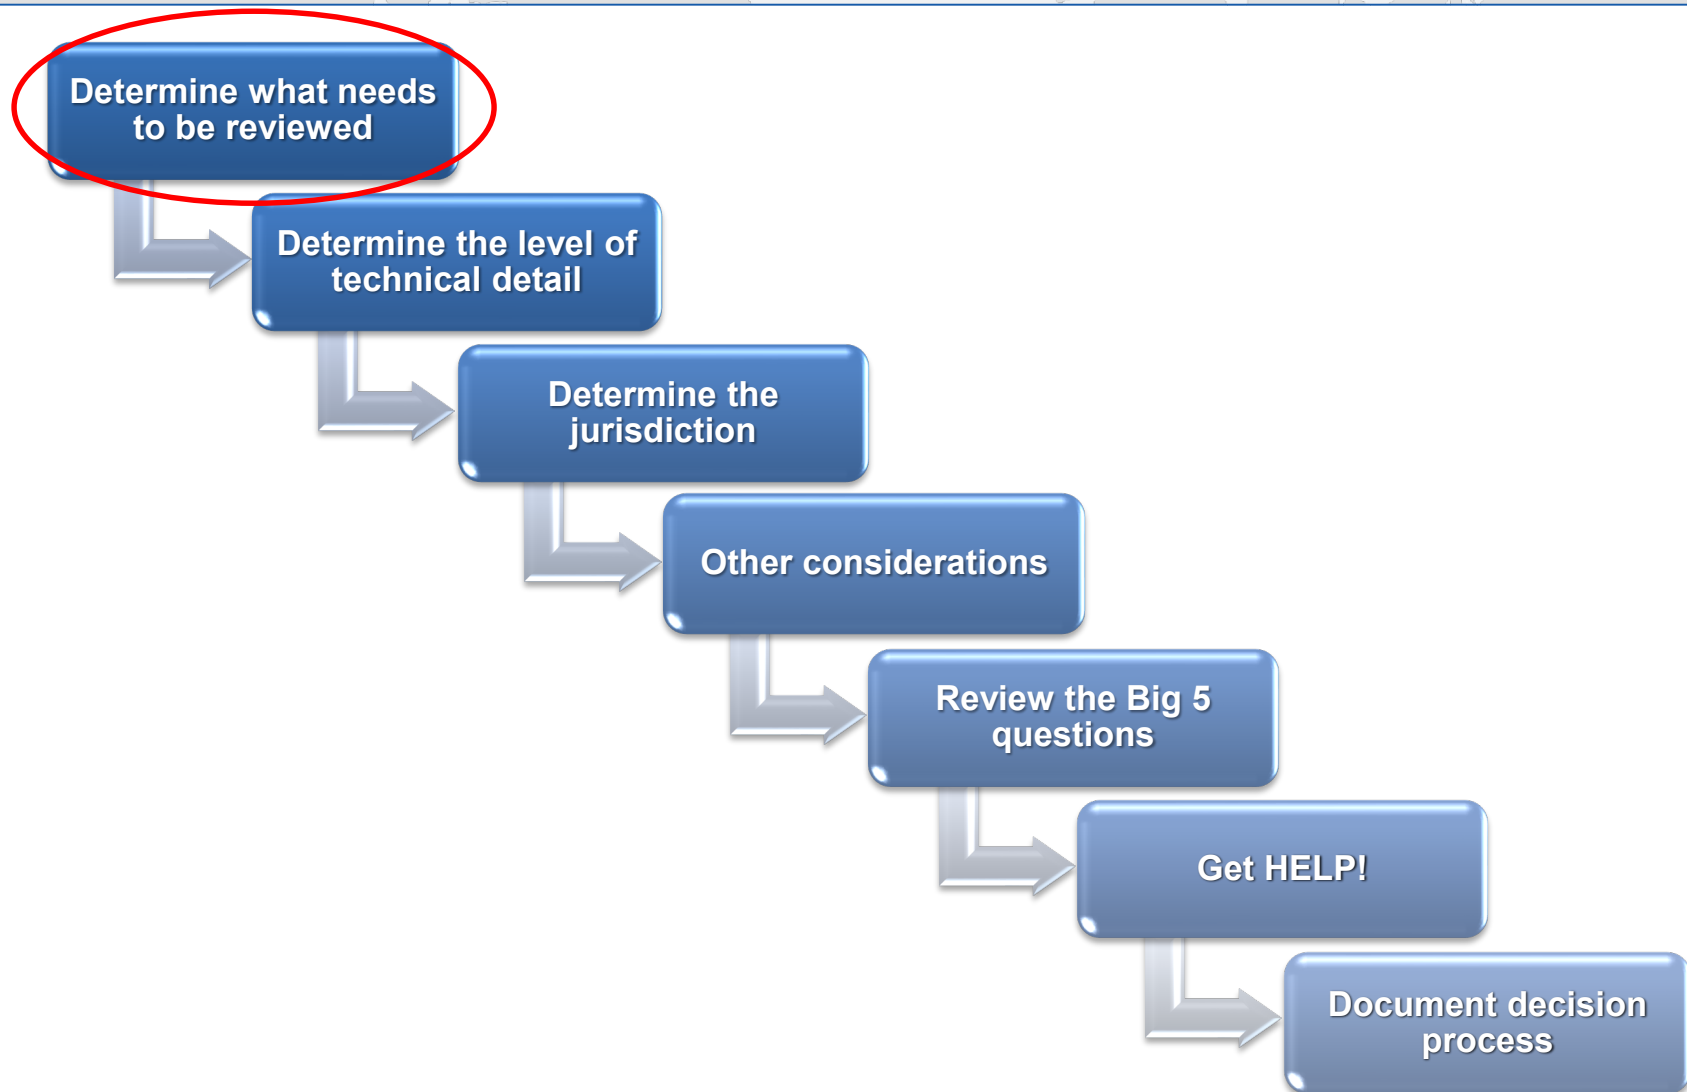 Determine what needs
to be reviewed
Determine the level of
technical detail
Determine the
jurisdiction
Other considerations
Review the Big 5
questions
Get HELP!
Document decision
process